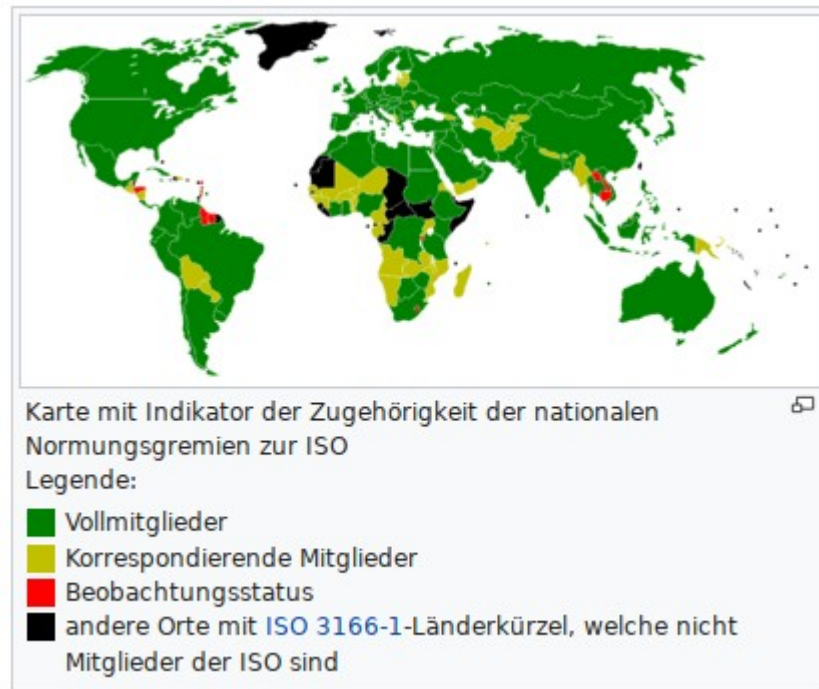 Karte mit Indikator der Zugehörigkeit der nationalen
Normungsgremien zur ISO
Legende:
Vollmitglieder
Korrespondierende Mitglieder
Beobachtungsstatus
andere Orte mit ISO 3166-1-Länderkürzel, welche nicht
Mitglieder der ISO sind